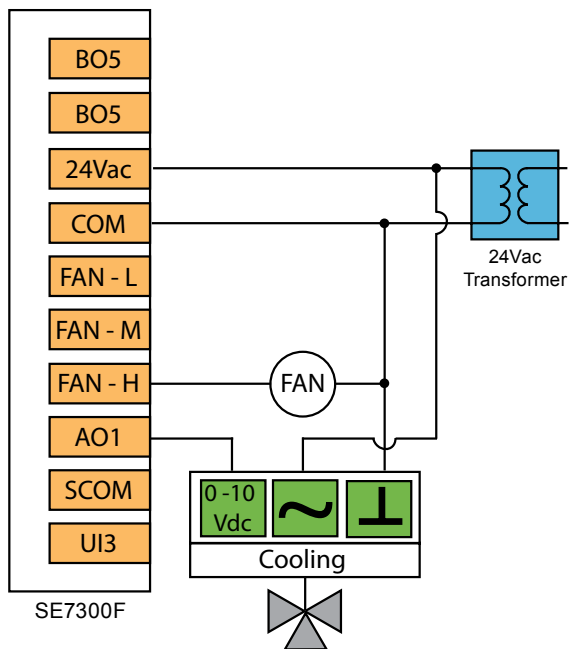 BO5
BO5
24Vac
COM
FAN - L
FAN - M
FAN - H
AO1
SCOM
UI3
SE7300F
24Vac
Transformer
FAN
0 -10
Vdc
~
Cooling